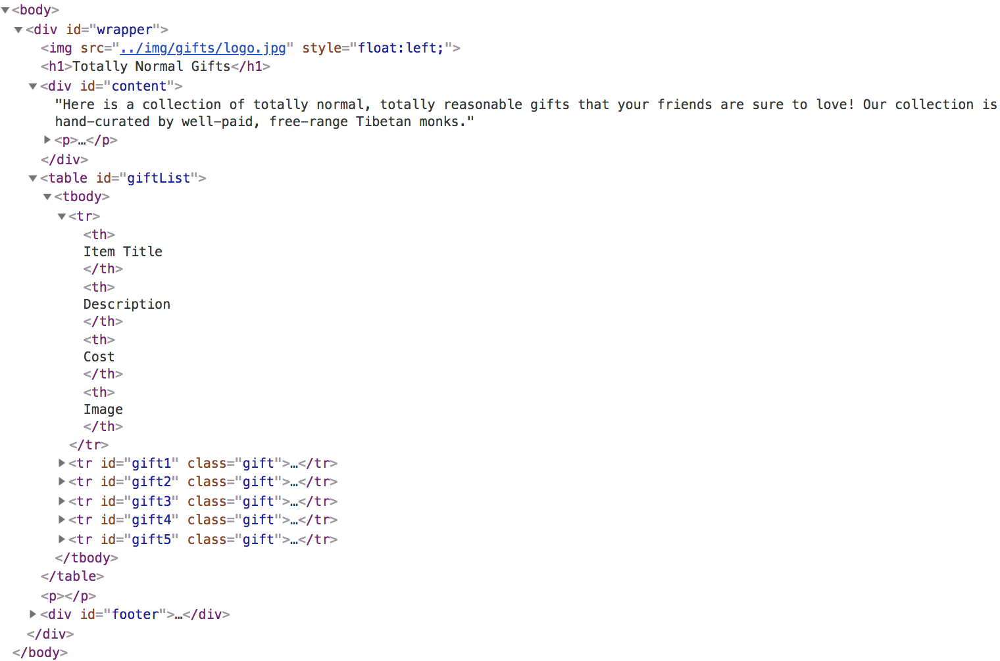 ▼<body>
▼<div id="wrapper">
<img src="../img/gifts/logo.jpg" style="float:left;">
<h1>Totally Normal Gifts</h1>
▼<div id="content">
"Here is a collection of totally normal, totally reasonable gifts that your friends are sure to love! Our collection is
hand-curated by well-paid, free-range Tibetan monks."
▶<p>…</p>
</div>
▼<table id="giftList">
▼<tbody>
▼<tr>
<th>
Item Title
</th>
<th>
Description
</th>
<th>
Cost
</th>
<th>
Image
</th>
</tr>
▶<tr id="gift1" class="gift">…</tr>
▶<tr id="gift2" class="gift">…</tr>
▶<tr id="gift3" class="gift">…</tr>
▶<tr id="gift4" class="gift">…</tr>
▶<tr id="gift5" class="gift">…</tr>
</tbody>
</table>
<p></p>
▶<div id="footer">…</div>
</div>
</body>